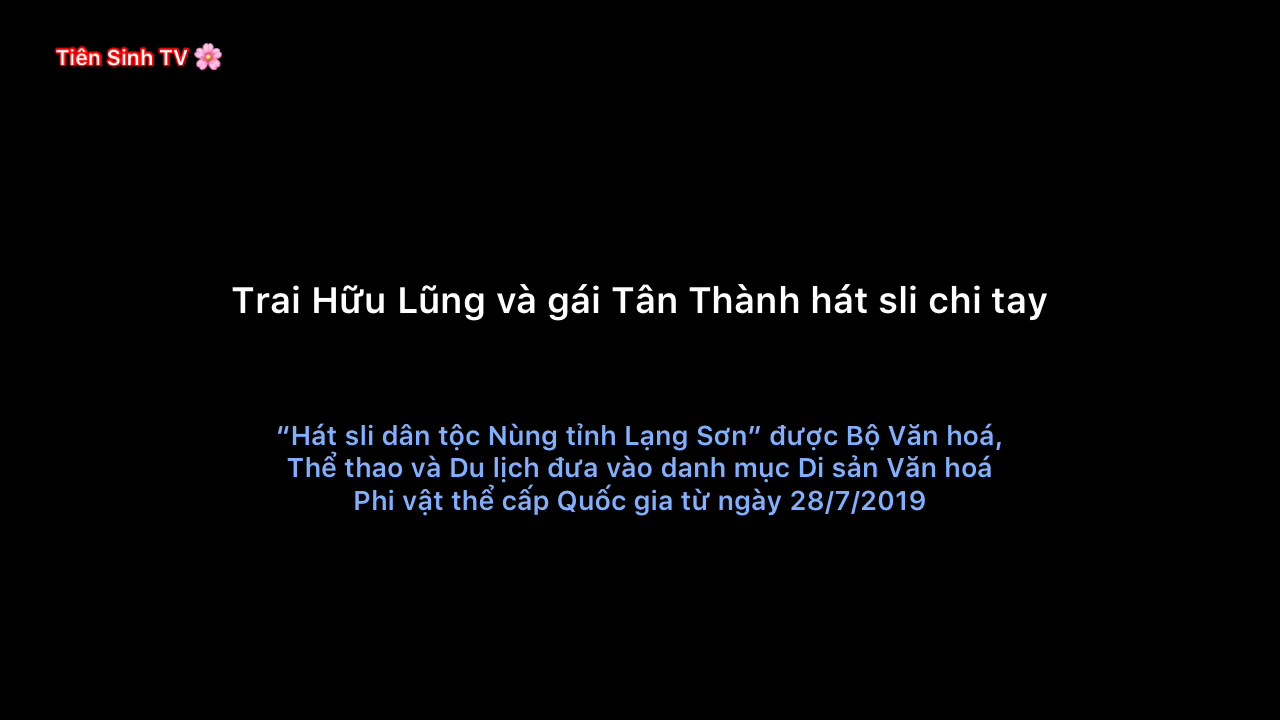 Tiên Sinh TV 🌸
Trai Hữu Lũng và gái Tân Thành hát sli chi tay
“Hát sli dân tộc Nùng tỉnh Lạng Sơn” được Bộ Văn hoá,
Thể thao và Du lịch đưa vào danh mục Di sản Văn hoá
Phi vật thể cấp Quốc gia từ ngày 28/7/2019